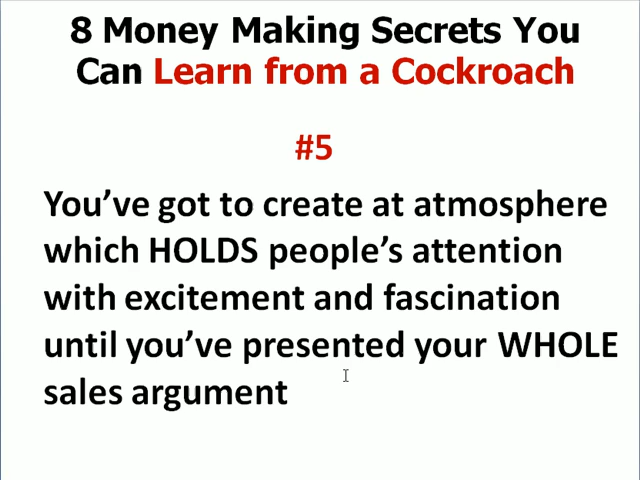 8 Money Making Secrets You
Can Learn from a Cockroach
#5
You've got to create at atmosphere
which HOLDS people's attention
with excitement and fascination
until you've presented your WHOLE
sales argument